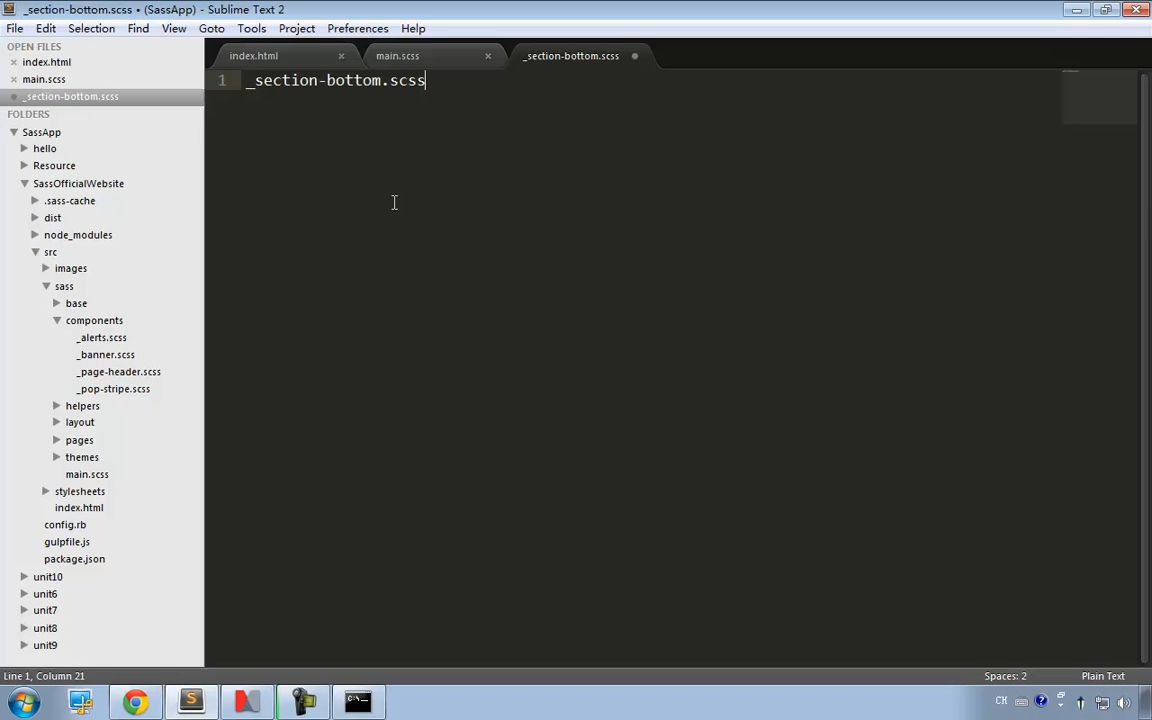 _section-bottom.scss • (SassApp) - Sublime Text 2
File Edit Selection Find View Goto Tools Project Preferences Help
OPEN FILES
index.html
main.scss
_section-bottom.scss
FOLDERS
SassApp
hello
Resource
SassOfficialWebsite
.sass-cache
dist
node_modules
src
images
sass
base
components
_alerts.scss
_banner.scss
_page-header.scss
_pop-stripe.scss
helpers
layout
pages
themes
main.scss
stylesheets
index.html
config.rb
gulpfile.js
package.json
unit10
unit6
unit7
unit8
unit9
index.html main.scss _section-bottom.scss
1 _section-bottom.scss
Line 1, Column 21 Spaces: 2 Plain Text
CH